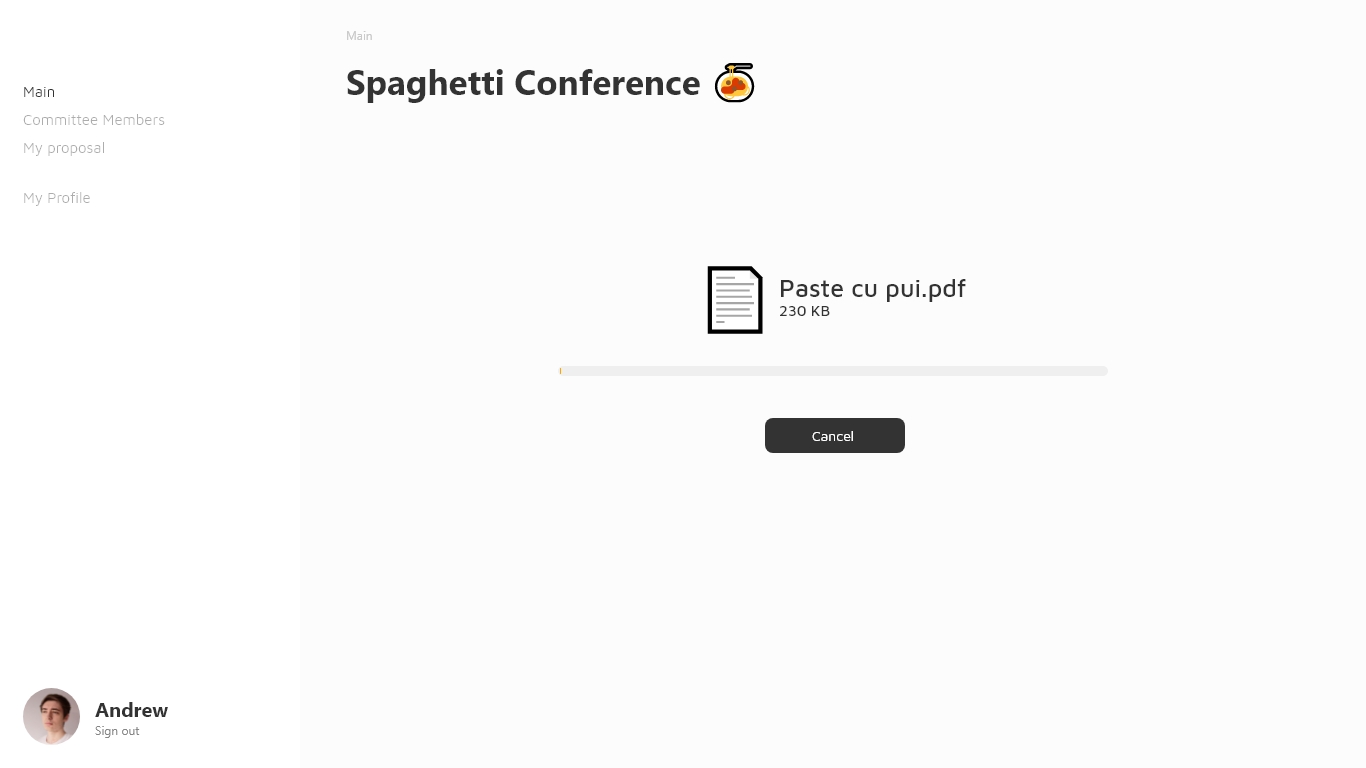 Main
Committee Members
My proposal
My Profile
Andrew
Sign out
Main
Spaghetti Conference
Paste cu pui.pdf
230 KB
Cancel